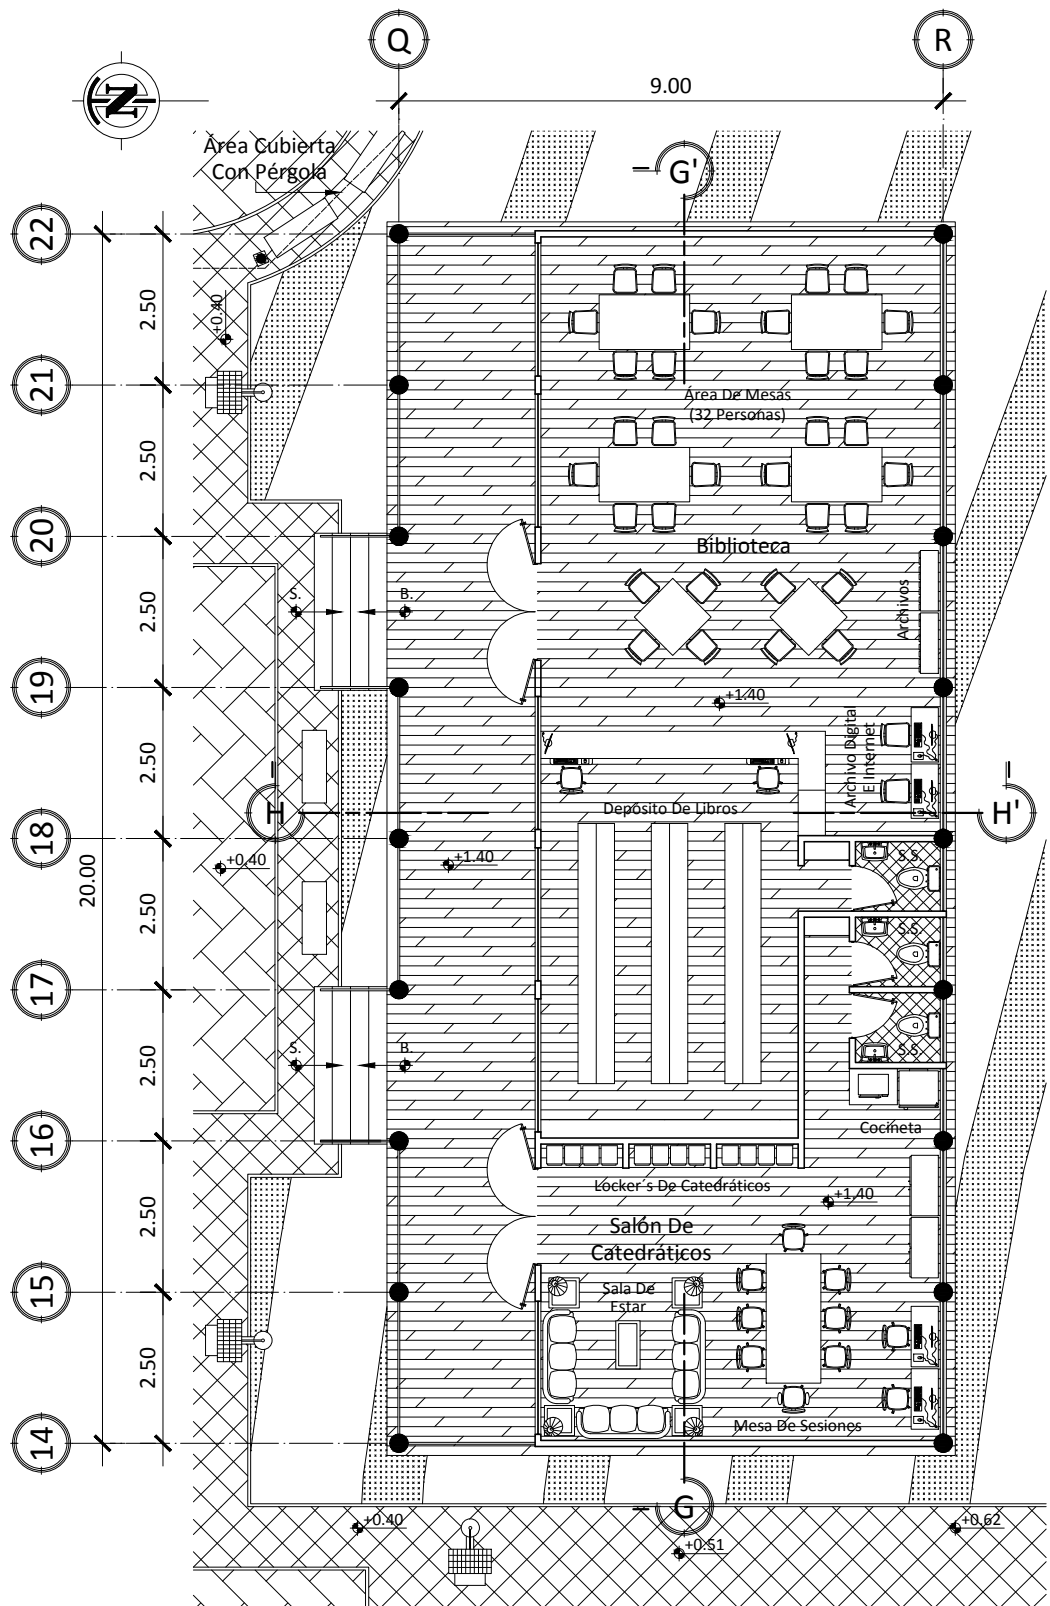 Q
R
N
9.00
Área Cubierta
Con Pérgola
G'
22
2.50
+0.40
21
Área De Mesas
(32 Personas)
2.50
20
Biblioteca
2.50
S.
B.
Archivos
19
+1.40
2.50
Archivo Digital
E Internet
Depósito De Libros
H
H'
18
20.00
+0.40
+1.40
S.S.
2.50
S.S.
17
2.50
S.
B.
S.S.
Cocineta
16
Locker´s De Catedráticos
+1.40
2.50
Salón De
Catedráticos
15
Sala De
Estar
2.50
Mesa De Sesiones
14
G
+0.40
+0.51
+0.62